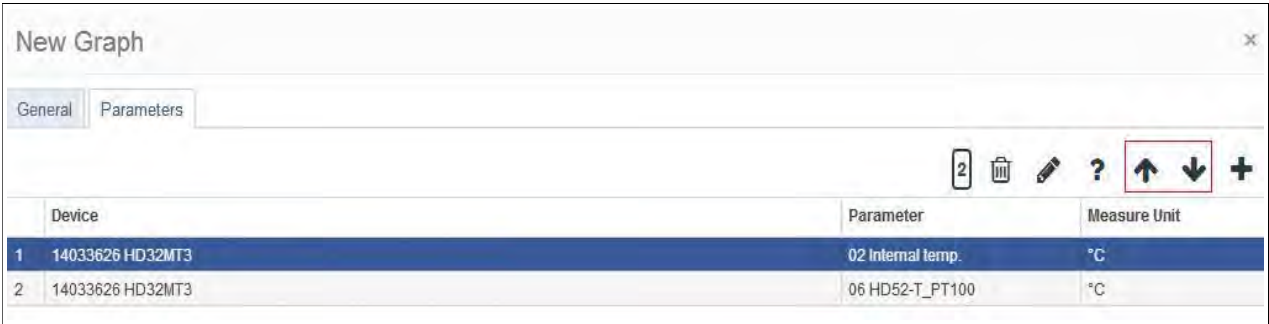 New Graph ×
General Parameters
2 ?
Device Parameter Measure Unit
1 14033626 HD32MT3 02 Internal temp. °C
2 14033626 HD32MT3 06 HD52-T_PT100 °C